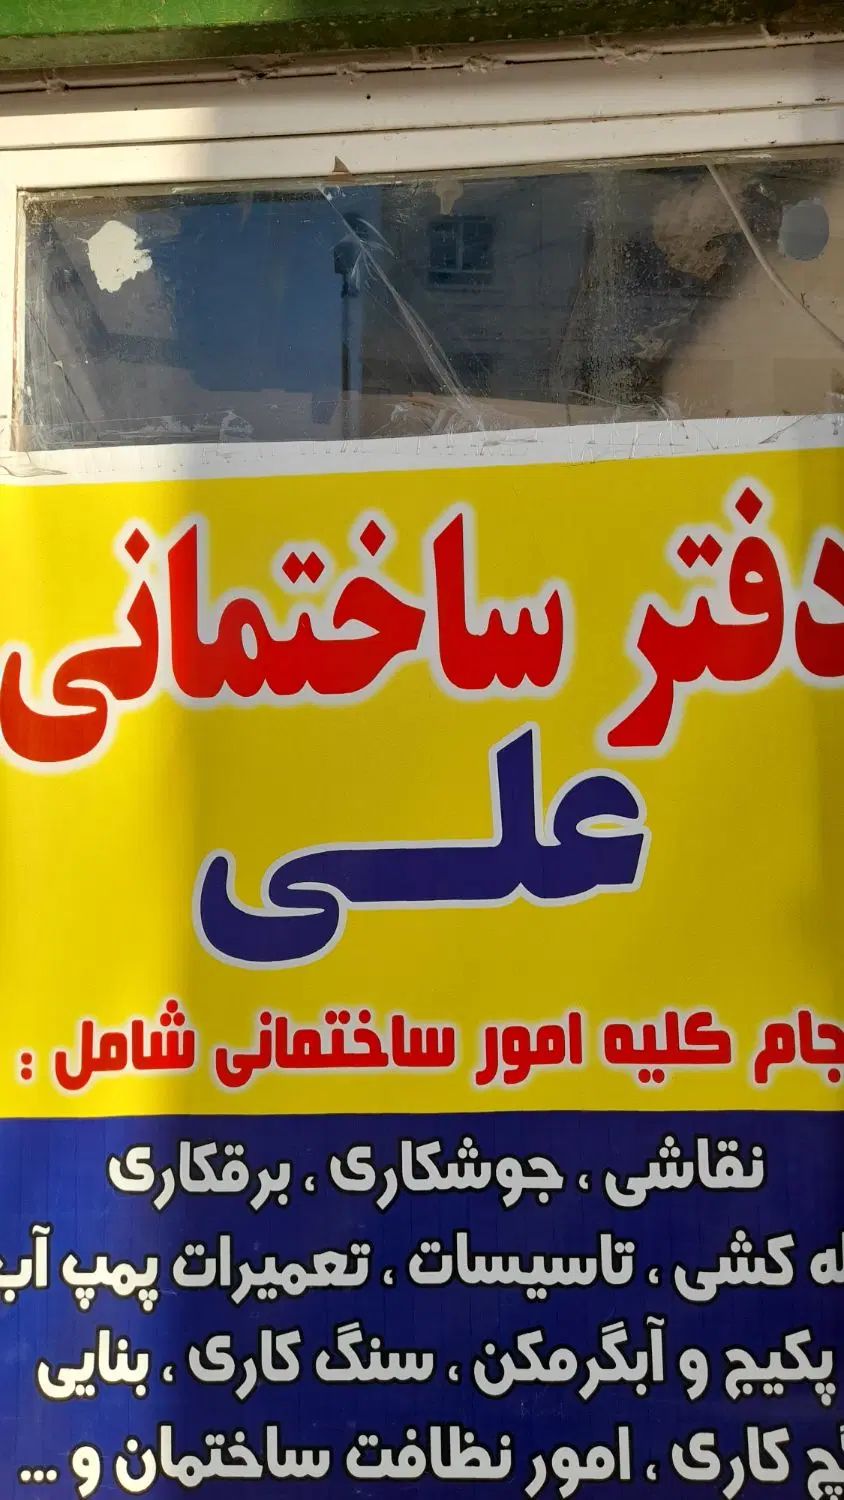 دفتر ساختمانی
علی
جام کلیه امور ساختمانی شامل :
نقاشی ، جوشکاری ، برقکاری
له کشی ، تاسیسات ، تعمیرات پمپ آب
پکیج و آبگرمکن ، سنگ کاری ، بنایی
گچ کاری ، امور نظافت ساختمان و ...